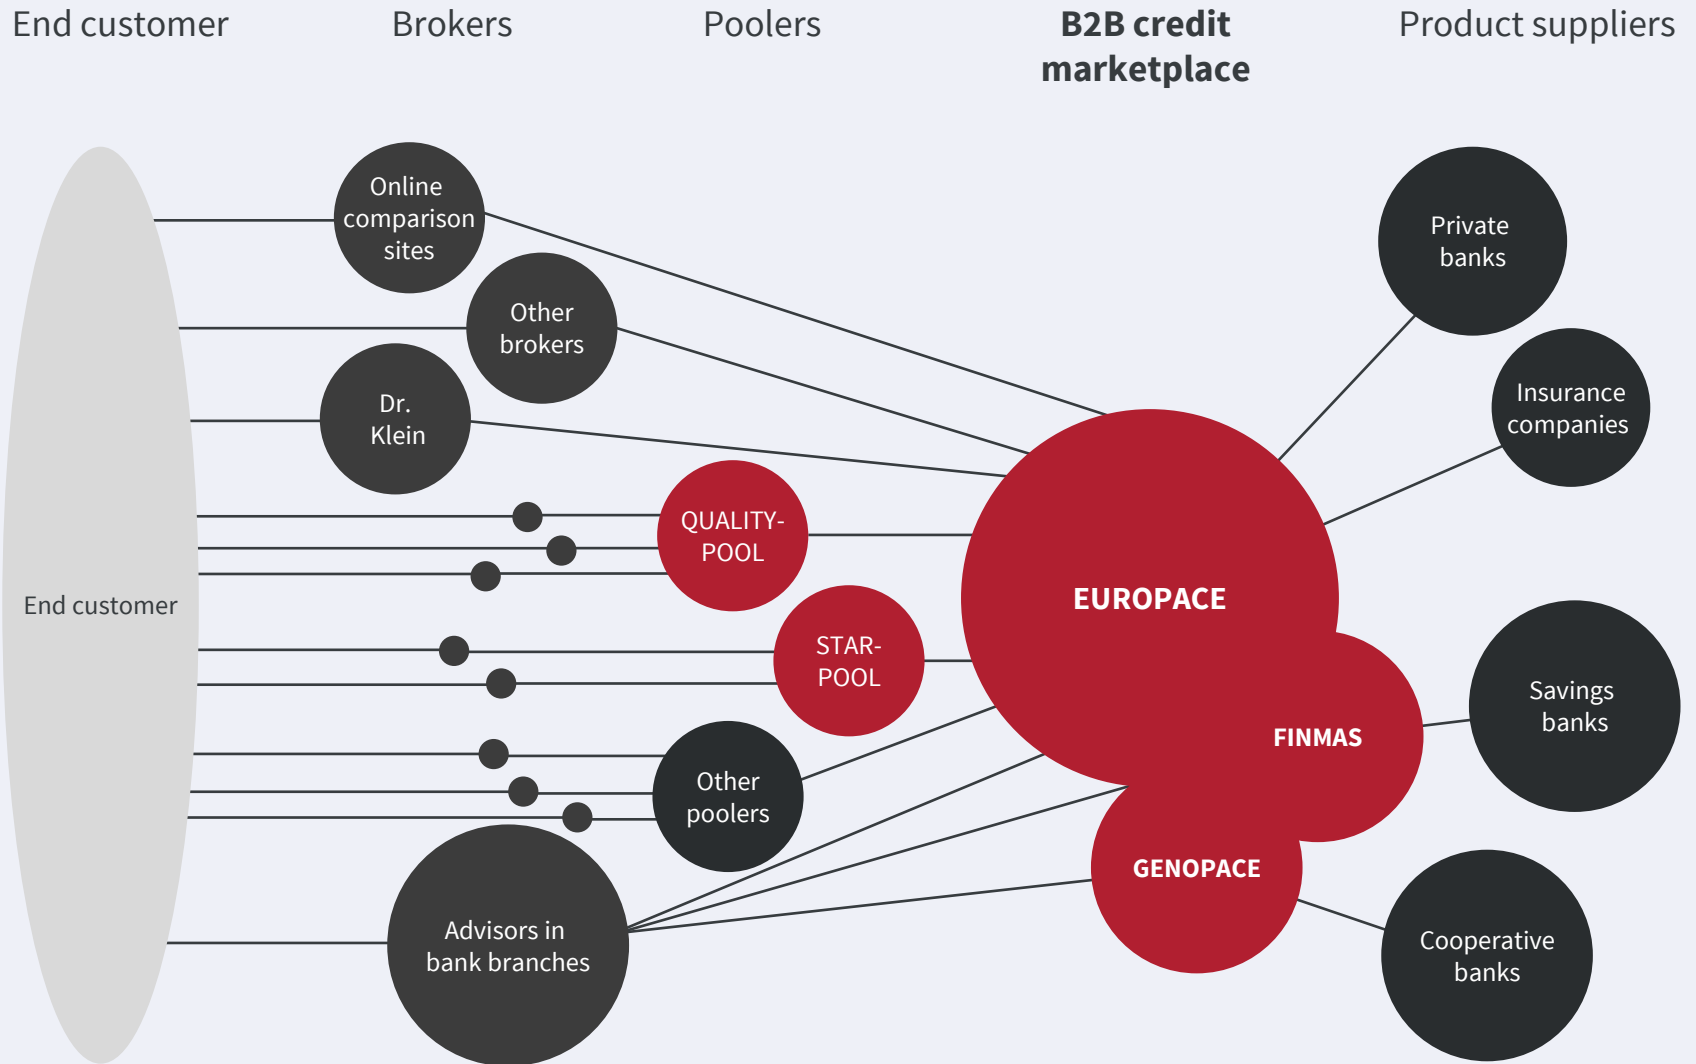 End customer
Brokers
Poolers
B2B credit
marketplace
Product suppliers
Online
comparison
sites
Other
brokers
Dr.
Klein
End customer
Advisors in
bank branches
QUALITY-
POOL
STAR-
POOL
Other
poolers
EUROPACE
FINMAS
GENOPACE
Private
banks
Insurance
companies
Savings
banks
Cooperative
banks